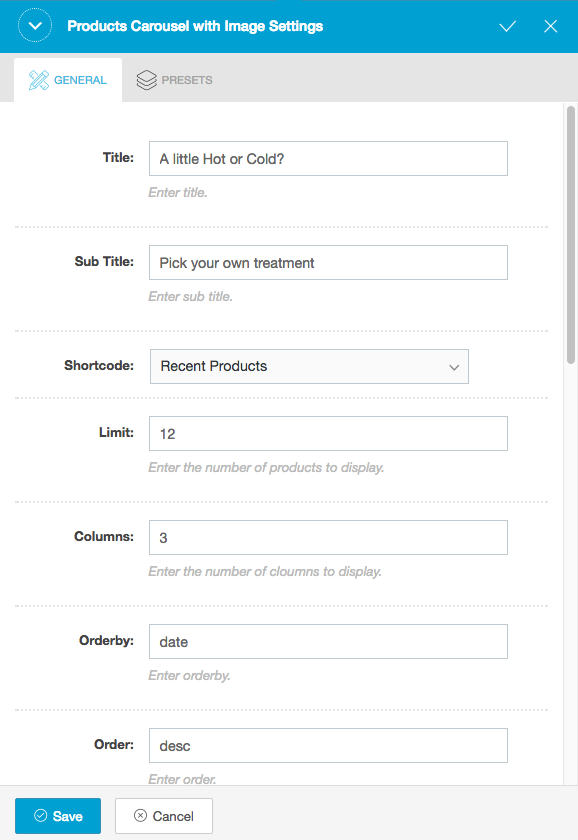 Products Carousel with Image Settings
GENERAL PRESETS
Title: A little Hot or Cold?
Enter title.
Sub Title: Pick your own treatment
Enter sub title.
Shortcode: Recent Products
Limit: 12
Enter the number of products to display.
Columns: 3
Enter the number of cloumns to display.
Orderby: date
Enter orderby.
Order: desc
Enter order.
Save Cancel